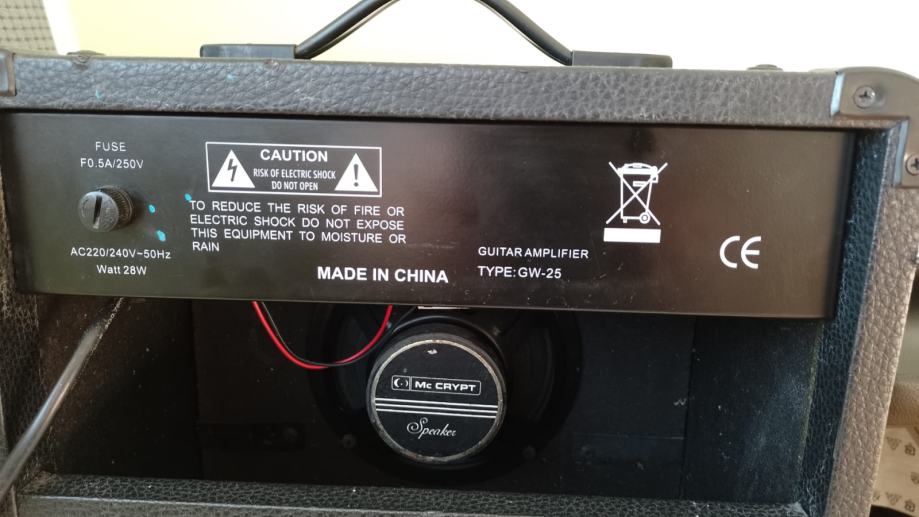 FUSE
F0.5A/250V
AC220/240V~50Hz
Watt 28W
CAUTION
RISK OF ELECTRIC SHOCK
DO NOT OPEN
TO REDUCE THE RISK OF FIRE OR
ELECTRIC SHOCK DO NOT EXPOSE
THIS EQUIPMENT TO MOISTURE OR
RAIN
MADE IN CHINA
GUITAR AMPLIFIER
TYPE: GW-25
CE
Mc CRYPT
Speaker